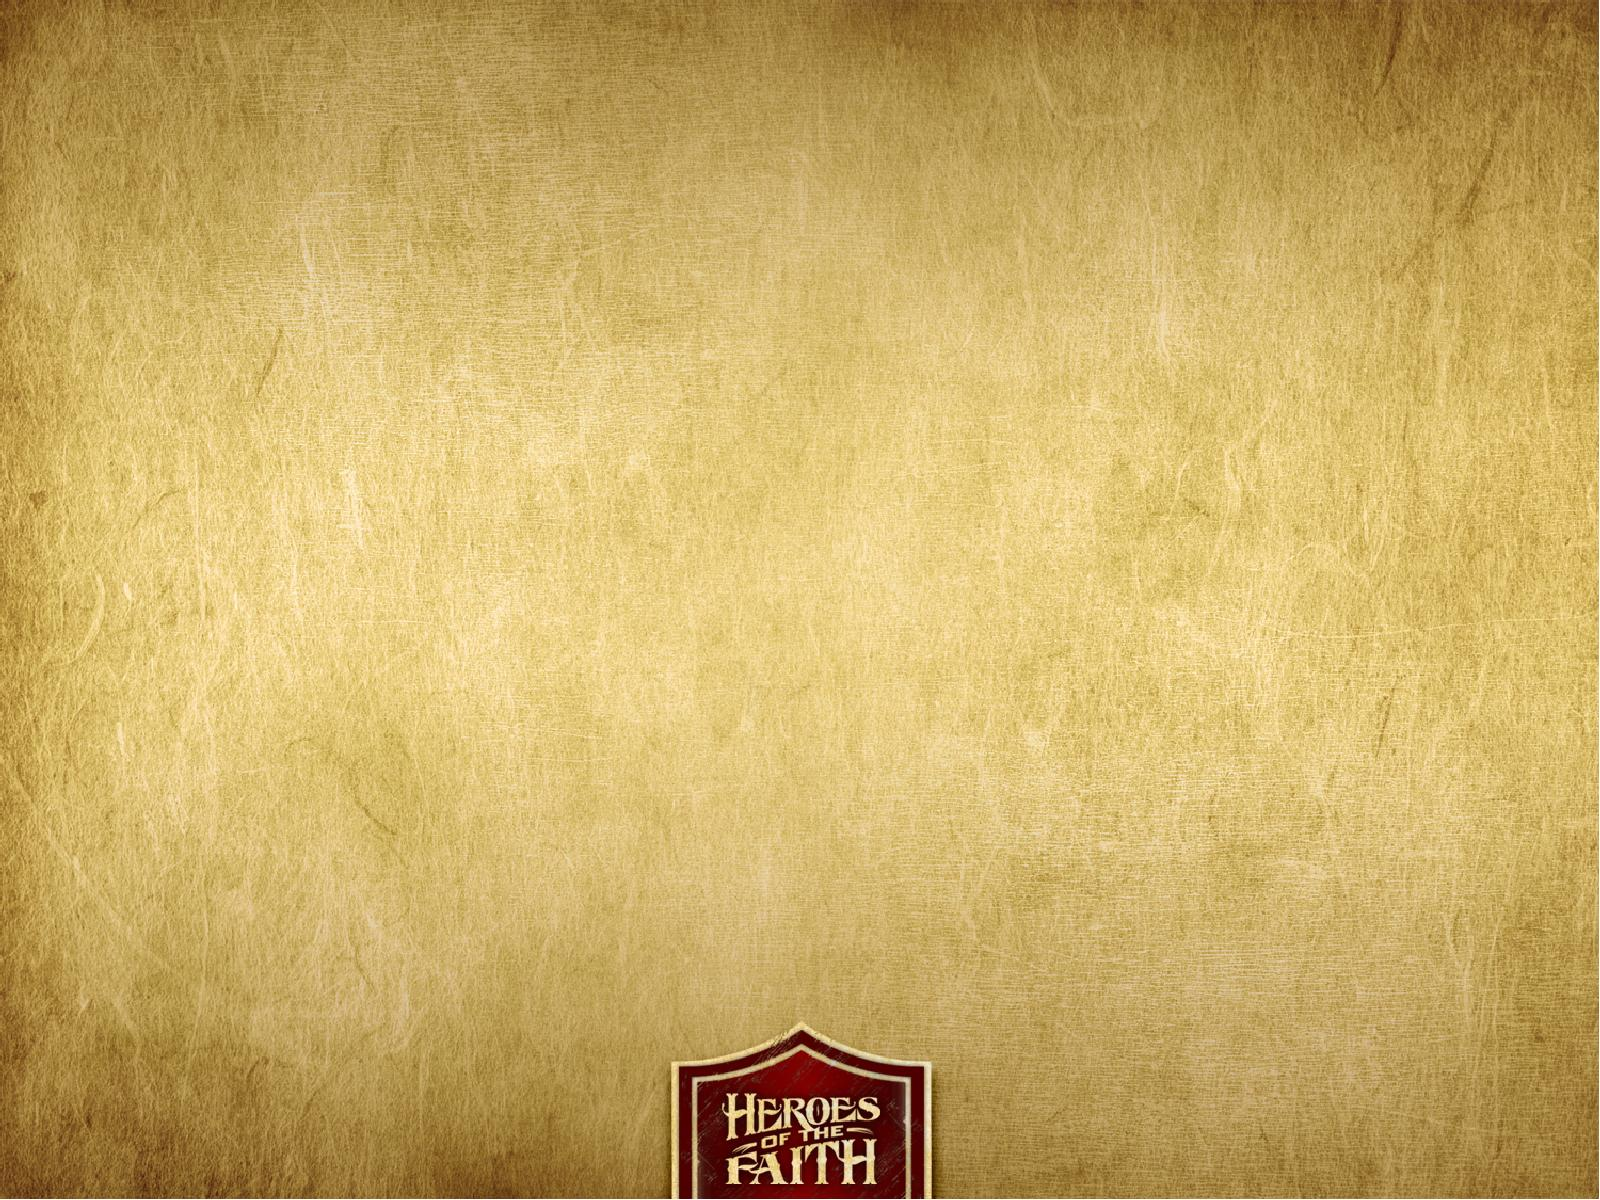 HEROES
OF THE
FAITH